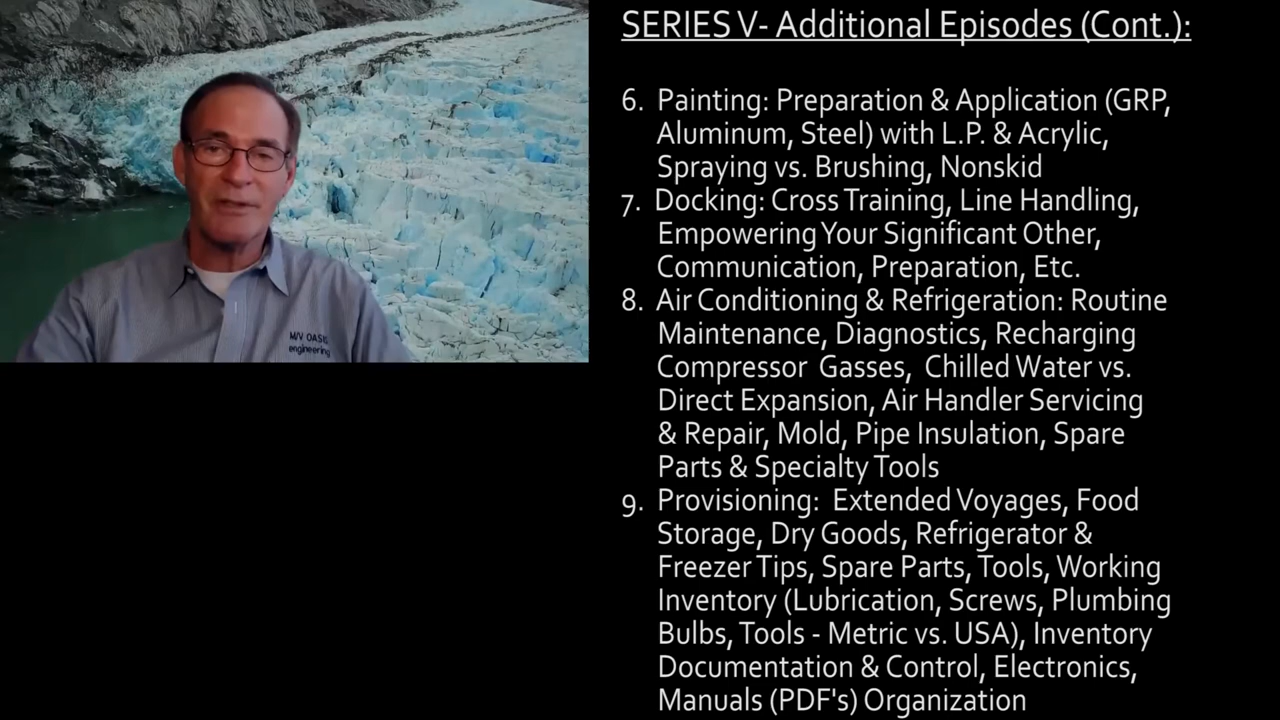 SERIES V- Additional Episodes (Cont.):
6. Painting: Preparation & Application (GRP,
Aluminum, Steel) with L.P. & Acrylic,
Spraying vs. Brushing, Nonskid
7. Docking: Cross Training, Line Handling,
Empowering Your Significant Other,
Communication, Preparation, Etc.
8. Air Conditioning & Refrigeration: Routine
Maintenance, Diagnostics, Recharging
Compressor Gasses, Chilled Water vs.
Direct Expansion, Air Handler Servicing
& Repair, Mold, Pipe Insulation, Spare
Parts & Specialty Tools
9. Provisioning: Extended Voyages, Food
Storage, Dry Goods, Refrigerator &
Freezer Tips, Spare Parts, Tools, Working
Inventory (Lubrication, Screws, Plumbing
Bulbs, Tools - Metric vs. USA), Inventory
Documentation & Control, Electronics,
Manuals (PDF's) Organization
M/V OASIS
engineering